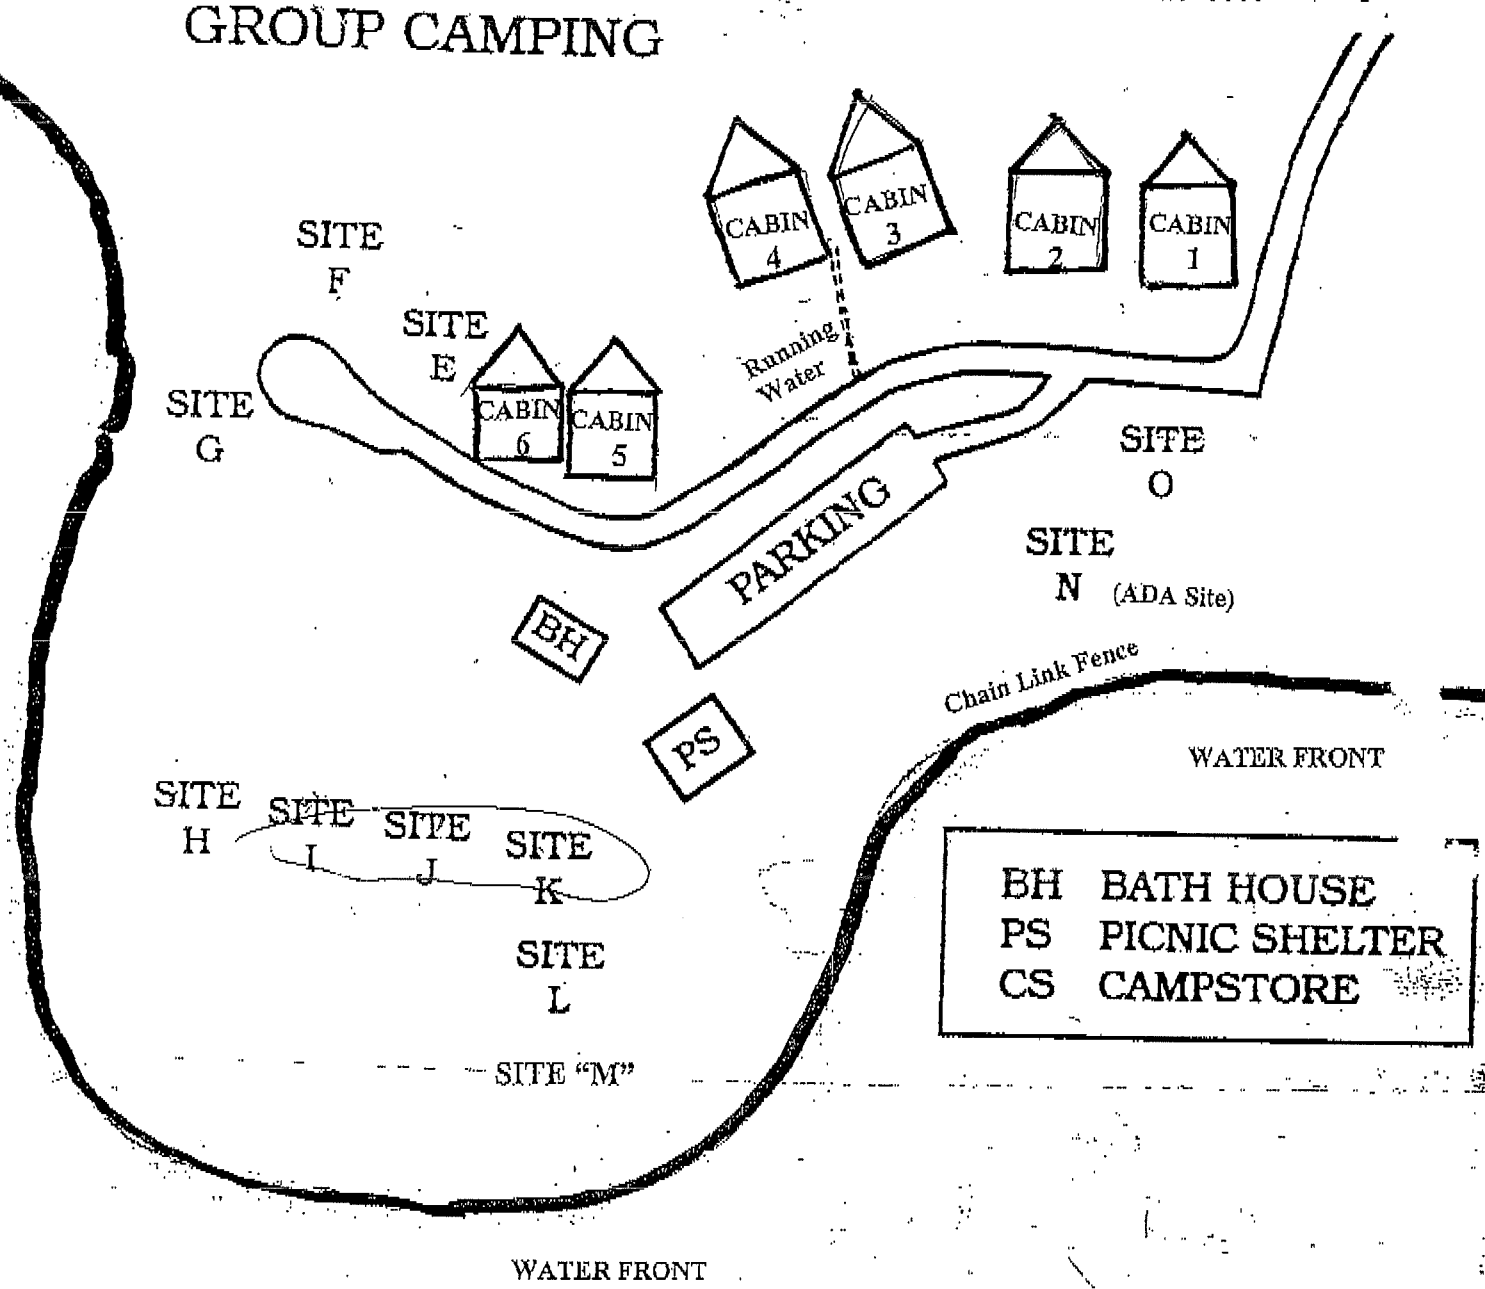 GROUP CAMPING
CABIN
4
CABIN
3
CABIN
2
CABIN
1
SITE
F
SITE
E
Running
Water
SITE
G
CABIN
6
CABIN
5
SITE
O
PARKING
SITE
N (ADA Site)
BH
Chain Link Fence
PS
WATER FRONT
SITE
H
SITE
I
SITE
J
SITE
K
SITE
L
SITE “M”
BH BATH HOUSE
PS PICNIC SHELTER
CS CAMPSTORE
WATER FRONT